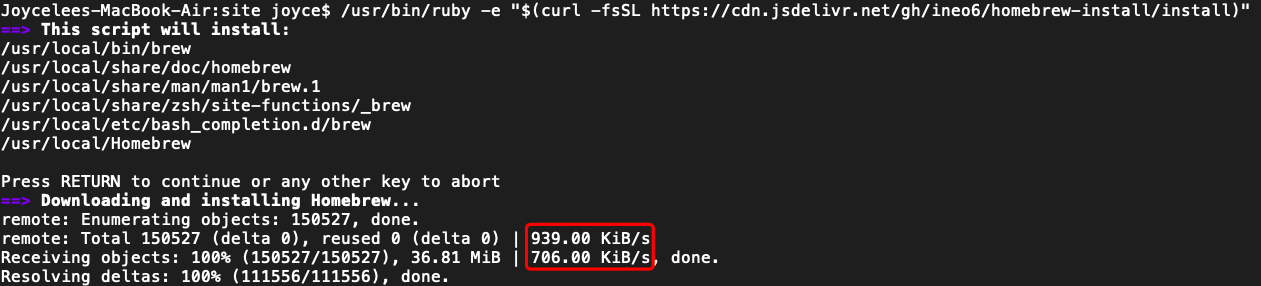 Joycelees-MacBook-Air:site joyce$ /usr/bin/ruby -e "$(curl -fsSL https://cdn.jsdelivr.net/gh/ineo6/homebrew-install/install)"
==> This script will install:
/usr/local/bin/brew
/usr/local/share/doc/homebrew
/usr/local/share/man/man1/brew.1
/usr/local/share/zsh/site-functions/_brew
/usr/local/etc/bash_completion.d/brew
/usr/local/Homebrew
Press RETURN to continue or any other key to abort
==> Downloading and installing Homebrew...
remote: Enumerating objects: 150527, done.
remote: Total 150527 (delta 0), reused 0 (delta 0) | 939.00 KiB/s
Receiving objects: 100% (150527/150527), 36.81 MiB | 706.00 KiB/s, done.
Resolving deltas: 100% (111556/111556), done.